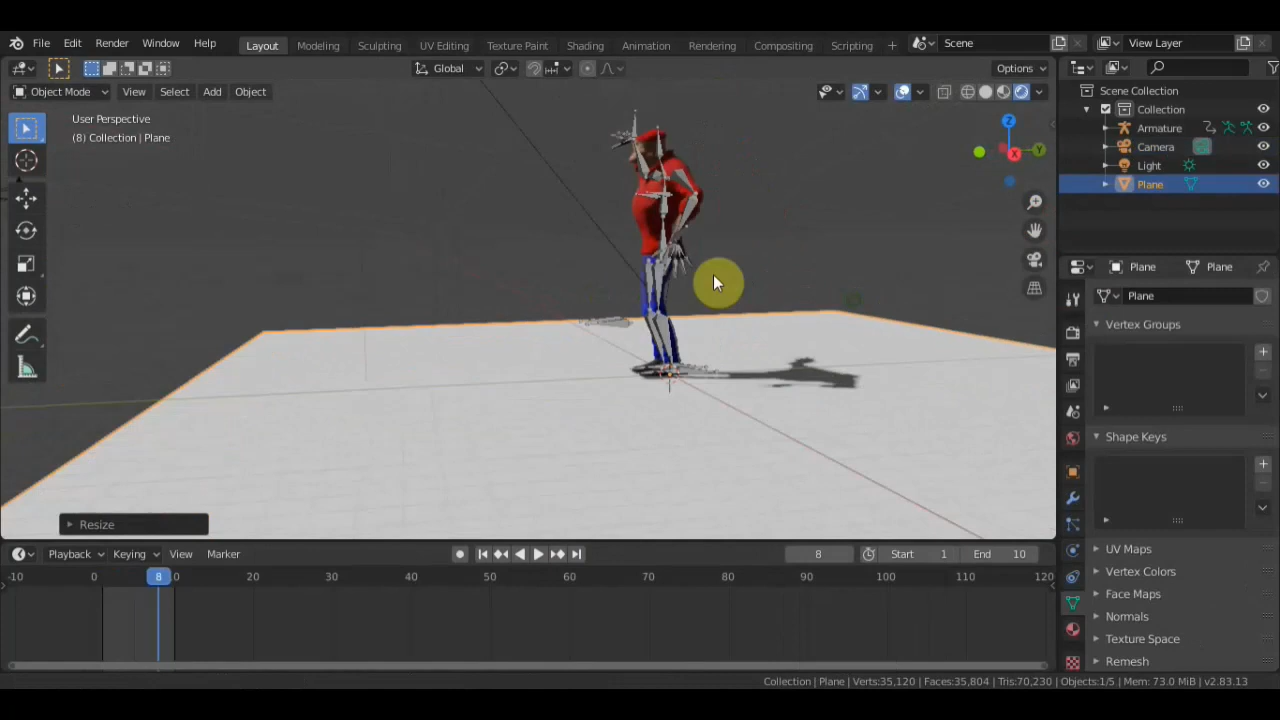 File Edit Render Window Help Layout Modeling Sculpting UV Editing Texture Paint Shading Animation Rendering Compositing Scripting + Scene View Layer
Global Options
Object Mode View Select Add Object
User Perspective
(8) Collection | Plane
Z
Y
X
Scene Collection
Collection
Armature
Camera
Light
Plane
Plane Plane
Plane
Vertex Groups
Shape Keys
UV Maps
Vertex Colors
Face Maps
Normals
Texture Space
Remesh
Resize
Playback Keying View Marker 8 Start 1 End 10
-10 0 8 0 20 30 40 50 60 70 80 90 100 110 120
Collection | Plane | Verts:35,120 | Faces:35,804 | Tris:70,230 | Objects:1/5 | Mem: 73.0 MiB | v2.83.13